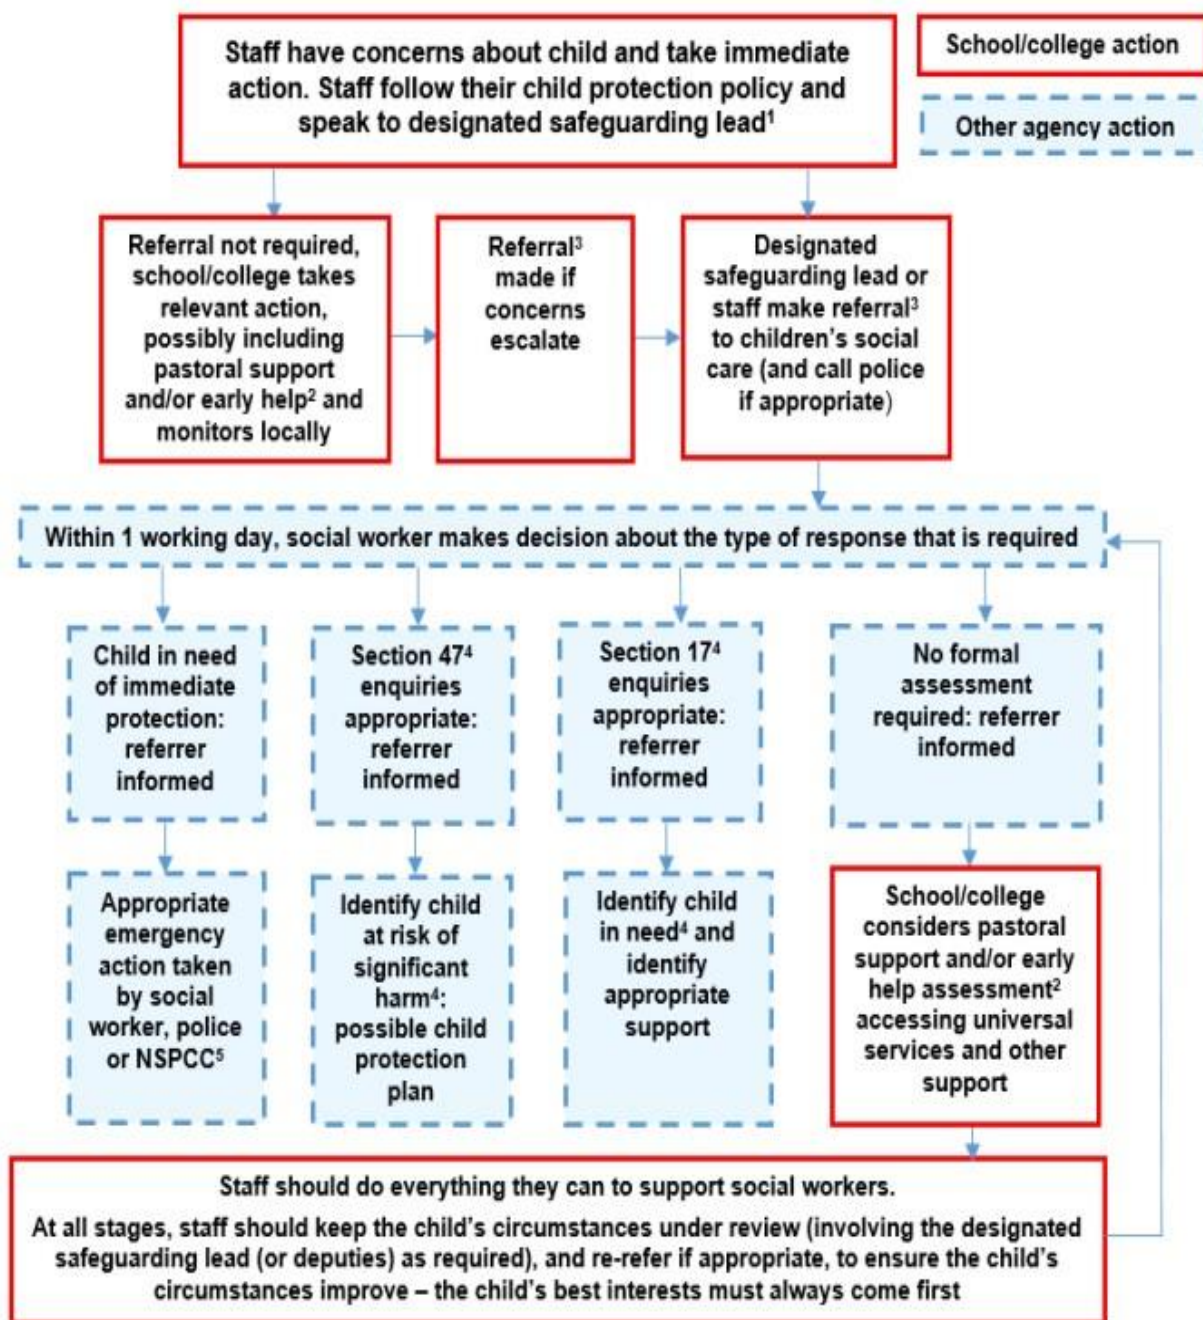 Staff have concerns about child and take immediate
action. Staff follow their child protection policy and
speak to designated safeguarding lead¹
School/college action
Other agency action
Referral not required,
school/college takes
relevant action,
possibly including
pastoral support
and/or early help² and
monitors locally
Referral³
made if
concerns
escalate
Designated
safeguarding lead or
staff make referral³
to children's social
care (and call police
if appropriate)
Within 1 working day, social worker makes decision about the type of response that is required
Child in need
of immediate
protection:
referrer
informed
Section 47⁴
enquiries
appropriate:
referrer
informed
Section 17⁴
enquiries
appropriate:
referrer
informed
No formal
assessment
required: referrer
informed
Appropriate
emergency
action taken
by social
worker, police
or NSPCC⁵
Identify child
at risk of
significant
harm⁴:
possible child
protection
plan
Identify child
in need⁴ and
identify
appropriate
support
School/college
considers pastoral
support and/or early
help assessment²
accessing universal
services and other
support
Staff should do everything they can to support social workers.
At all stages, staff should keep the child's circumstances under review (involving the designated
safeguarding lead (or deputies) as required), and re-refer if appropriate, to ensure the child's
circumstances improve – the child's best interests must always come first